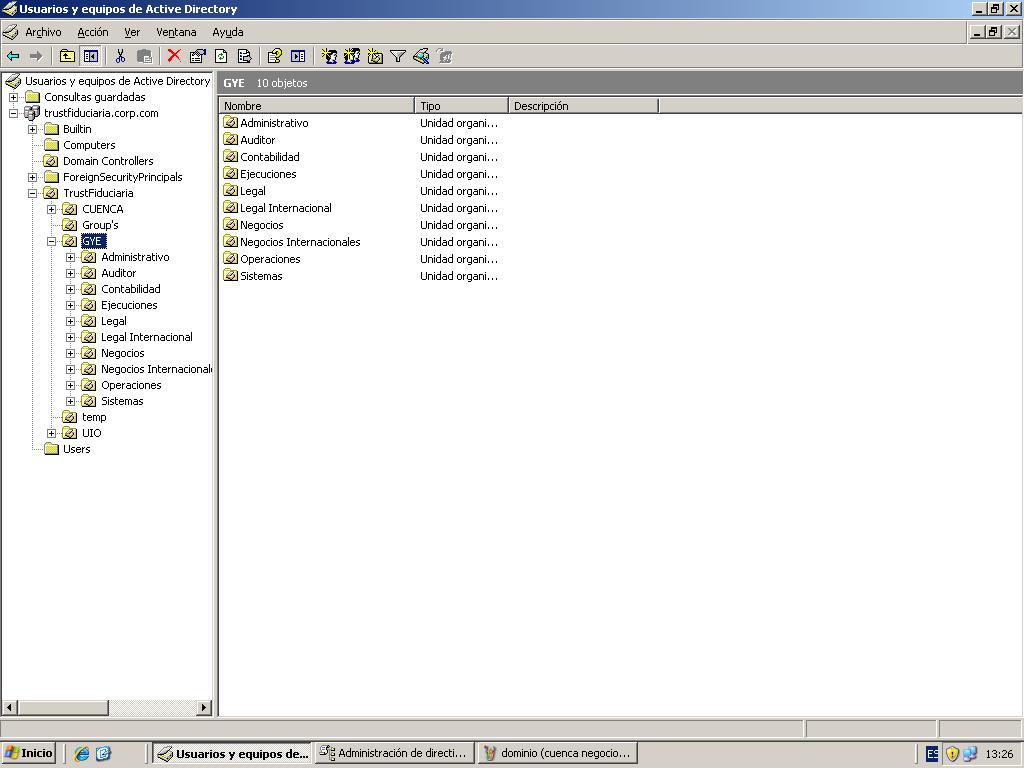 Usuarios y equipos de Active Directory
Archivo Acción Ver Ventana Ayuda
Usuarios y equipos de Active Directory
Consultas guardadas
trustfiduciaria.corp.com
Builtin
Computers
Domain Controllers
ForeignSecurityPrincipals
TrustFiduciaria
CUENCA
Group's
GYE
Administrativo
Auditor
Contabilidad
Ejecuciones
Legal
Legal Internacional
Negocios
Negocios Internacional
Operaciones
Sistemas
temp
UIO
Users
GYE 10 objetos
Nombre Tipo Descripción
Administrativo Unidad organi...
Auditor Unidad organi...
Contabilidad Unidad organi...
Ejecuciones Unidad organi...
Legal Unidad organi...
Legal Internacional Unidad organi...
Negocios Unidad organi...
Negocios Internacionales Unidad organi...
Operaciones Unidad organi...
Sistemas Unidad organi...
Inicio Usuarios y equipos de... Administración de directi... dominio (cuenca negocio... ES 13:26